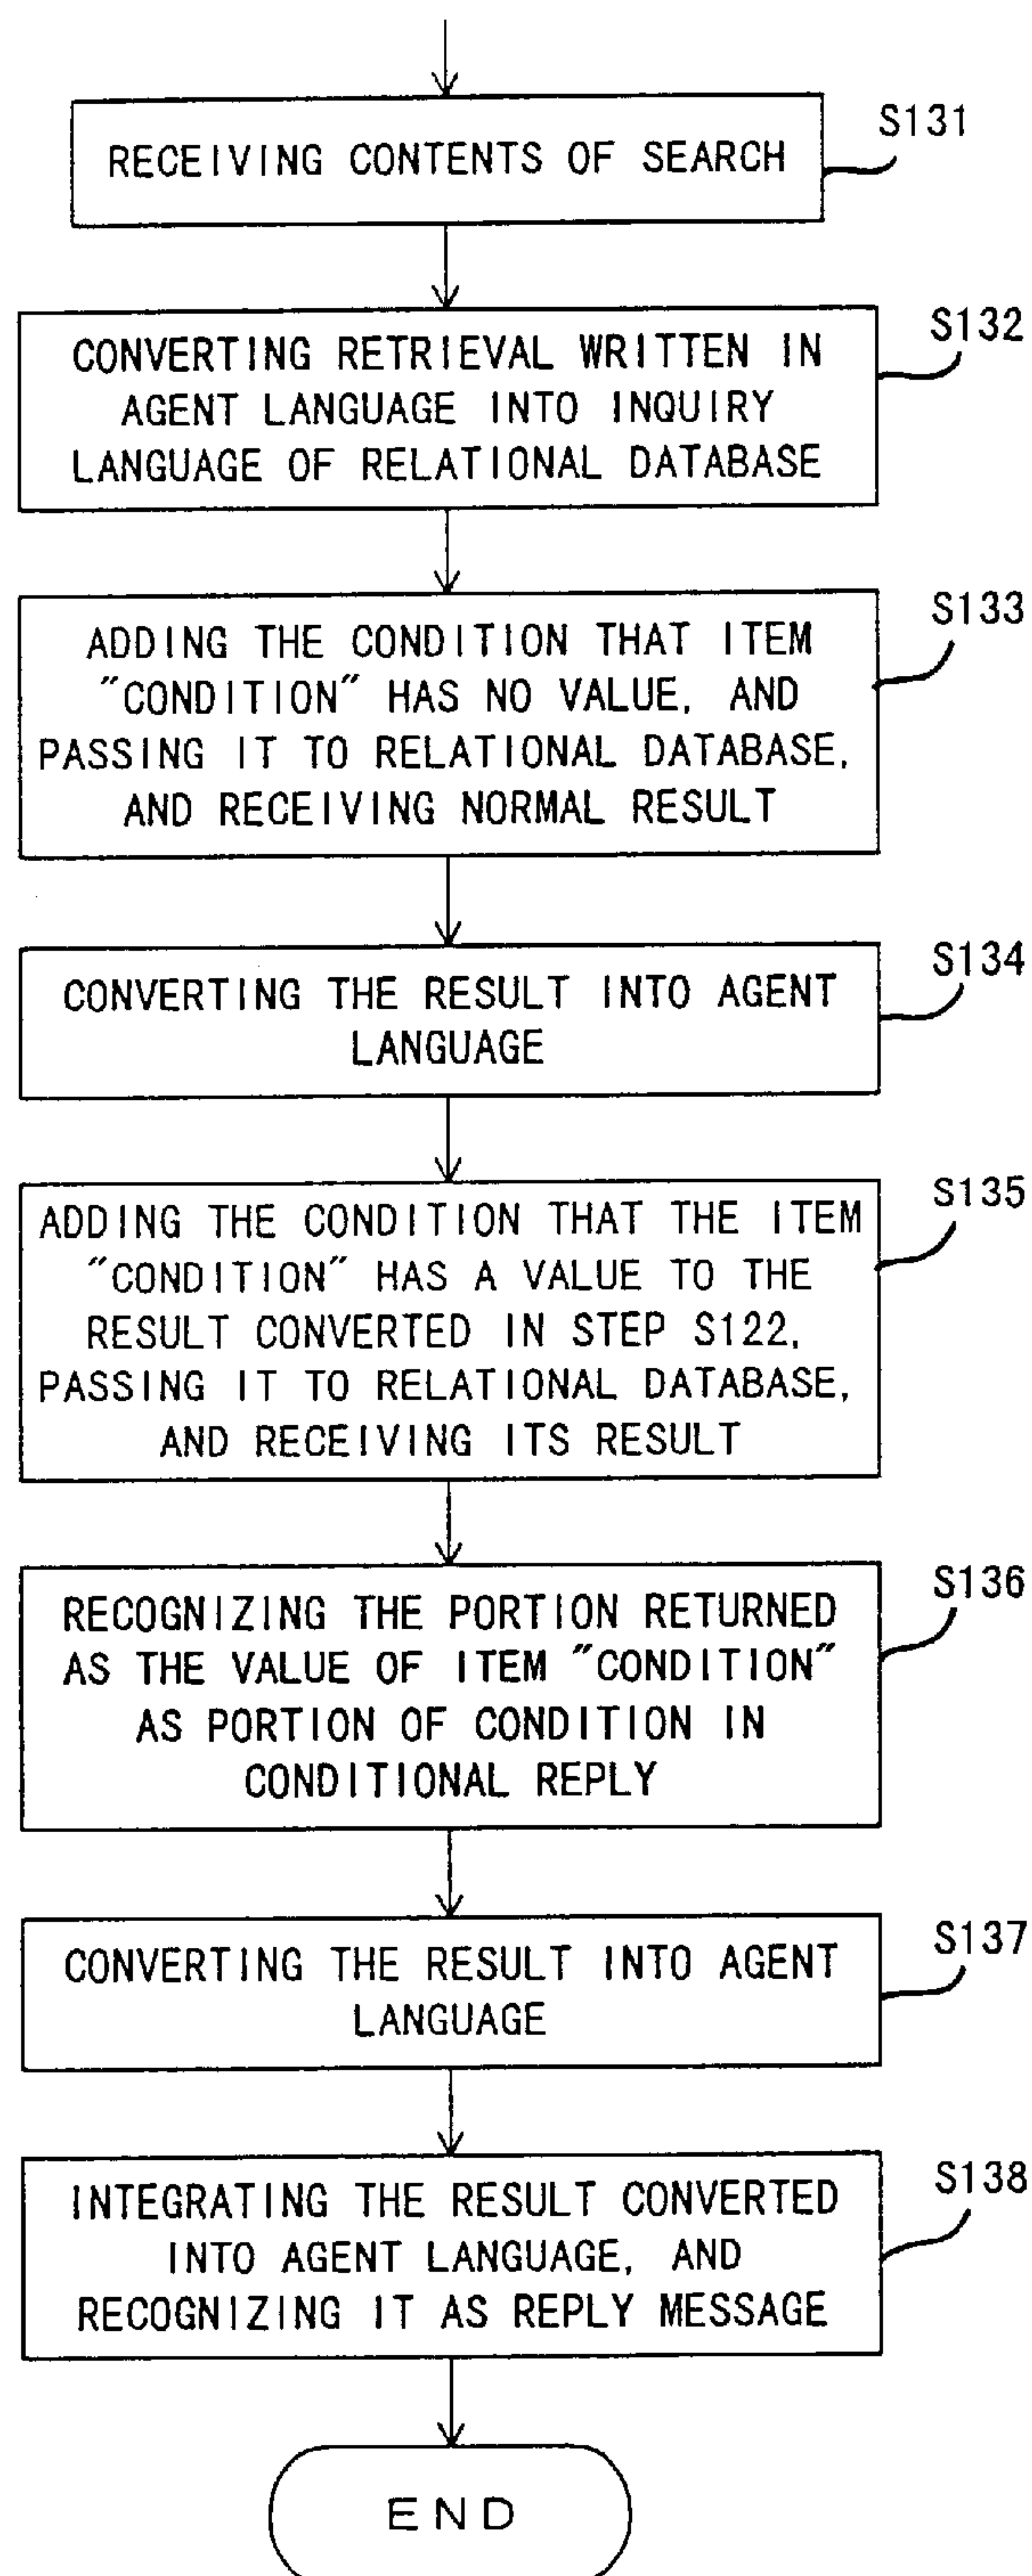 S131
RECEIVING CONTENTS OF SEARCH
S132
CONVERTING RETRIEVAL WRITTEN IN
AGENT LANGUAGE INTO INQUIRY
LANGUAGE OF RELATIONAL DATABASE
S133
ADDING THE CONDITION THAT ITEM
"CONDITION" HAS NO VALUE, AND
PASSING IT TO RELATIONAL DATABASE,
AND RECEIVING NORMAL RESULT
S134
CONVERTING THE RESULT INTO AGENT
LANGUAGE
S135
ADDING THE CONDITION THAT THE ITEM
"CONDITION" HAS A VALUE TO THE
RESULT CONVERTED IN STEP S122,
PASSING IT TO RELATIONAL DATABASE,
AND RECEIVING ITS RESULT
S136
RECOGNIZING THE PORTION RETURNED
AS THE VALUE OF ITEM "CONDITION"
AS PORTION OF CONDITION IN
CONDITIONAL REPLY
S137
CONVERTING THE RESULT INTO AGENT
LANGUAGE
S138
INTEGRATING THE RESULT CONVERTED
INTO AGENT LANGUAGE, AND
RECOGNIZING IT AS REPLY MESSAGE
END